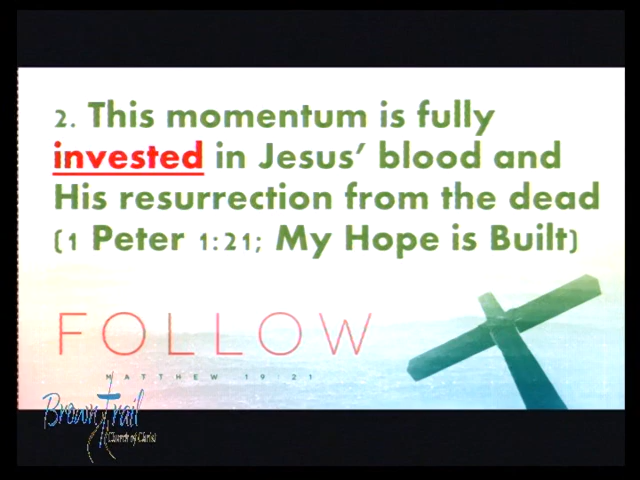 2. This momentum is fully
invested in Jesus' blood and
His resurrection from the dead
(1 Peter 1:21; My Hope is Built)
FOLLOW
MATTHEW 19:21
Brown Trail
Church of Christ